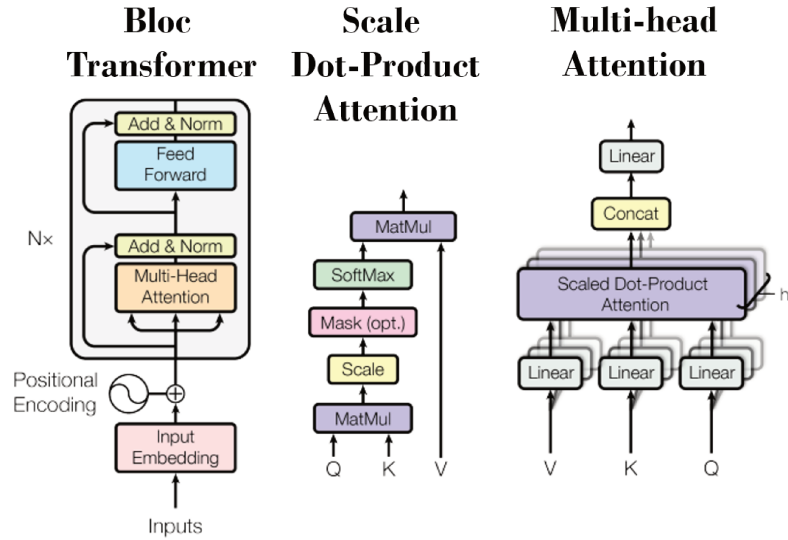 Bloc
Transformer
Add & Norm
Feed
Forward
Nx
Add & Norm
Multi-Head
Attention
Positional
Encoding
Input
Embedding
Inputs
Scale
Dot-Product
Attention
MatMul
SoftMax
Mask (opt.)
Scale
MatMul
Q K V
Multi-head
Attention
Linear
Concat
Scaled Dot-Product
Attention
h
Linear Linear Linear
V K Q